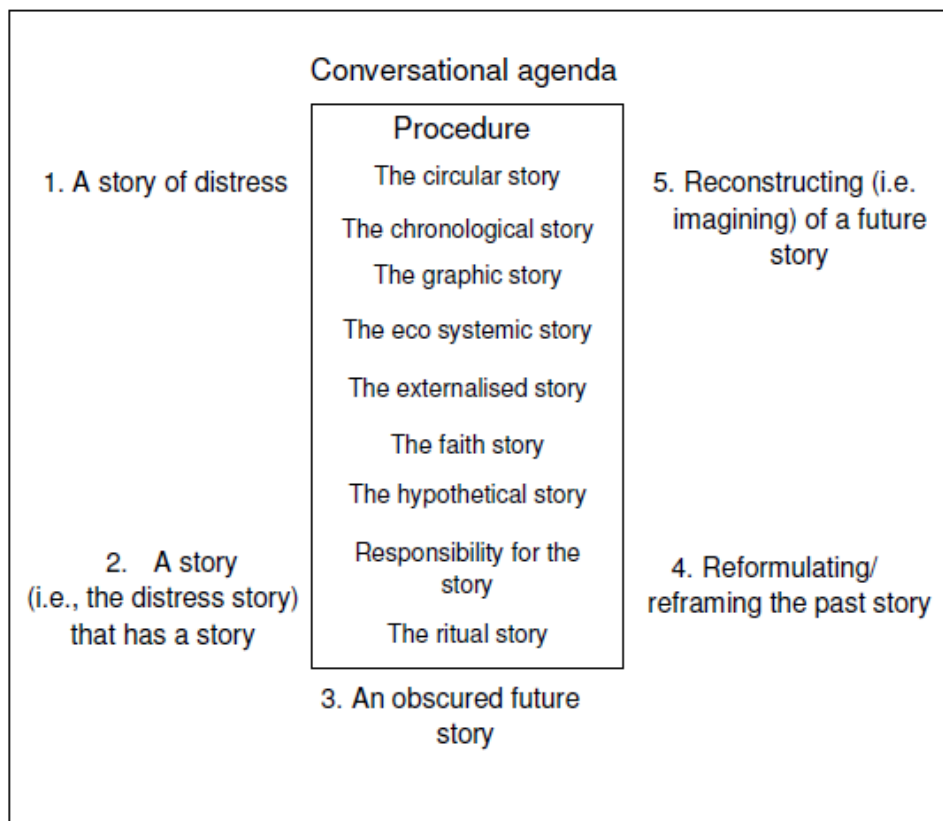 Conversational agenda
Procedure
1. A story of distress
The circular story
The chronological story
The graphic story
The eco systemic story
The externalised story
The faith story
The hypothetical story
Responsibility for the
story
The ritual story
2. A story
(i.e., the distress story)
that has a story
3. An obscured future
story
4. Reformulating/
reframing the past story
5. Reconstructing (i.e.
imagining) of a future
story